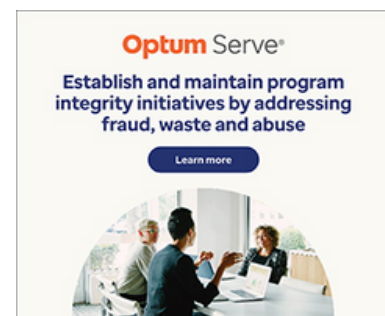 Optum Serve®
Establish and maintain program
integrity initiatives by addressing
fraud, waste and abuse
Learn more